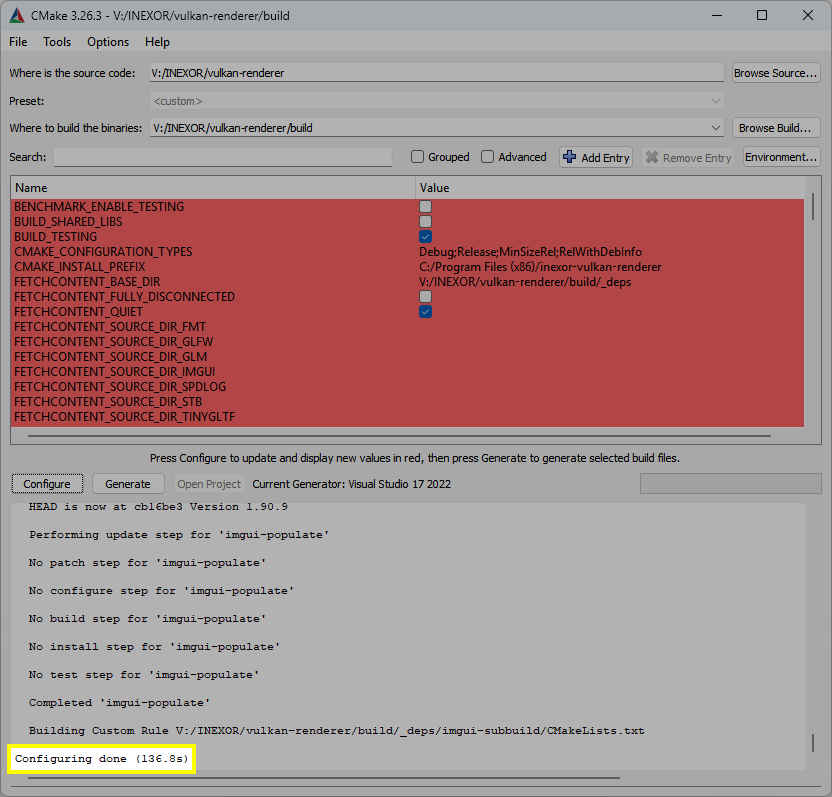 CMake 3.26.3 - V:/INEXOR/vulkan-renderer/build
File Tools Options Help
Where is the source code: V:/INEXOR/vulkan-renderer Browse Source...
Preset: <custom>
Where to build the binaries: V:/INEXOR/vulkan-renderer/build Browse Build...
Search: Grouped Advanced Add Entry Remove Entry Environment...
Name Value
BENCHMARK_ENABLE_TESTING
BUILD_SHARED_LIBS
BUILD_TESTING
CMAKE_CONFIGURATION_TYPES Debug;Release;MinSizeRel;RelWithDebInfo
CMAKE_INSTALL_PREFIX C:/Program Files (x86)/inexor-vulkan-renderer
FETCHCONTENT_BASE_DIR V:/INEXOR/vulkan-renderer/build/_deps
FETCHCONTENT_FULLY_DISCONNECTED
FETCHCONTENT_QUIET
FETCHCONTENT_SOURCE_DIR_FMT
FETCHCONTENT_SOURCE_DIR_GLFW
FETCHCONTENT_SOURCE_DIR_GLM
FETCHCONTENT_SOURCE_DIR_IMGUI
FETCHCONTENT_SOURCE_DIR_SPDLOG
FETCHCONTENT_SOURCE_DIR_STB
FETCHCONTENT_SOURCE_DIR_TINYGLTF
Press Configure to update and display new values in red, then press Generate to generate selected build files.
Configure Generate Open Project Current Generator: Visual Studio 17 2022
HEAD is now at cb16be3 Version 1.90.9
Performing update step for 'imgui-populate'
No patch step for 'imgui-populate'
No configure step for 'imgui-populate'
No build step for 'imgui-populate'
No install step for 'imgui-populate'
No test step for 'imgui-populate'
Completed 'imgui-populate'
Building Custom Rule V:/INEXOR/vulkan-renderer/build/_deps/imgui-subbuild/CMakeLists.txt
Configuring done (136.8s)